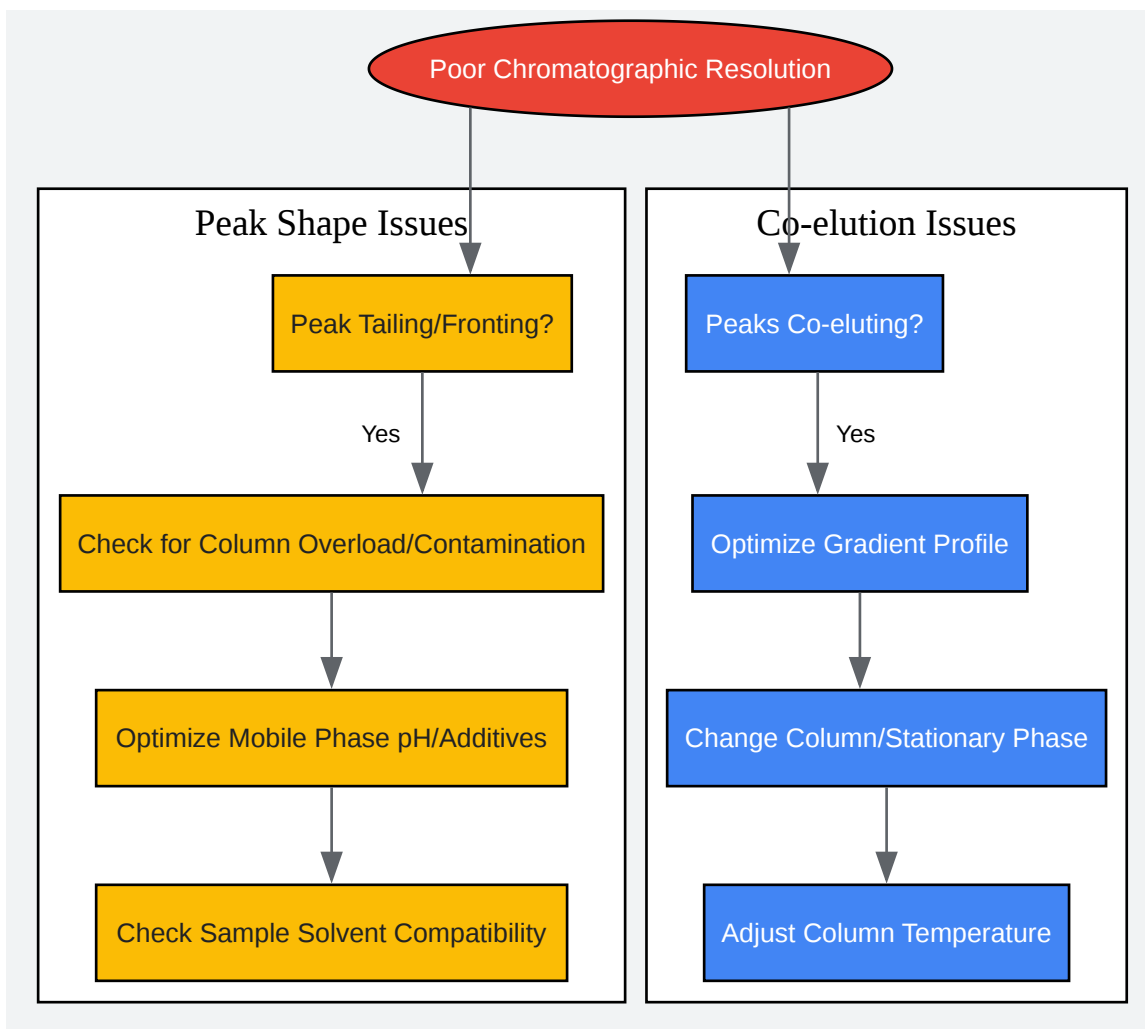 Poor Chromatographic Resolution
Peak Shape Issues
Peak Tailing/Fronting?
Yes
Check for Column Overload/Contamination
Optimize Mobile Phase pH/Additives
Check Sample Solvent Compatibility
Co-elution Issues
Peaks Co-eluting?
Yes
Optimize Gradient Profile
Change Column/Stationary Phase
Adjust Column Temperature